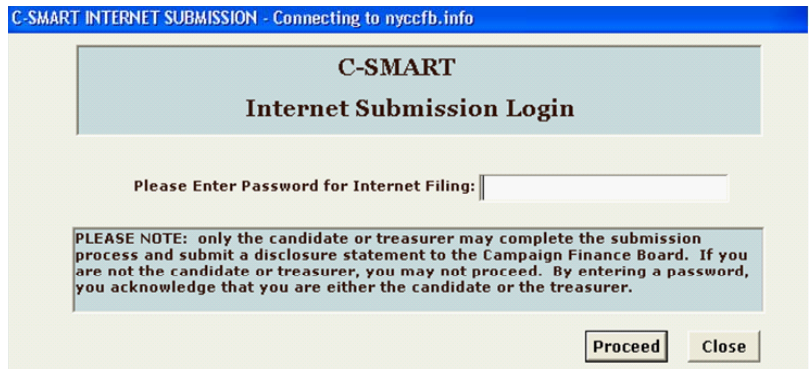 C-SMART INTERNET SUBMISSION - Connecting to nyccfb.info
C-SMART
Internet Submission Login
Please Enter Password for Internet Filing:
PLEASE NOTE: only the candidate or treasurer may complete the submission
process and submit a disclosure statement to the Campaign Finance Board. If you
are not the candidate or treasurer, you may not proceed. By entering a password,
you acknowledge that you are either the candidate or the treasurer.
Proceed Close